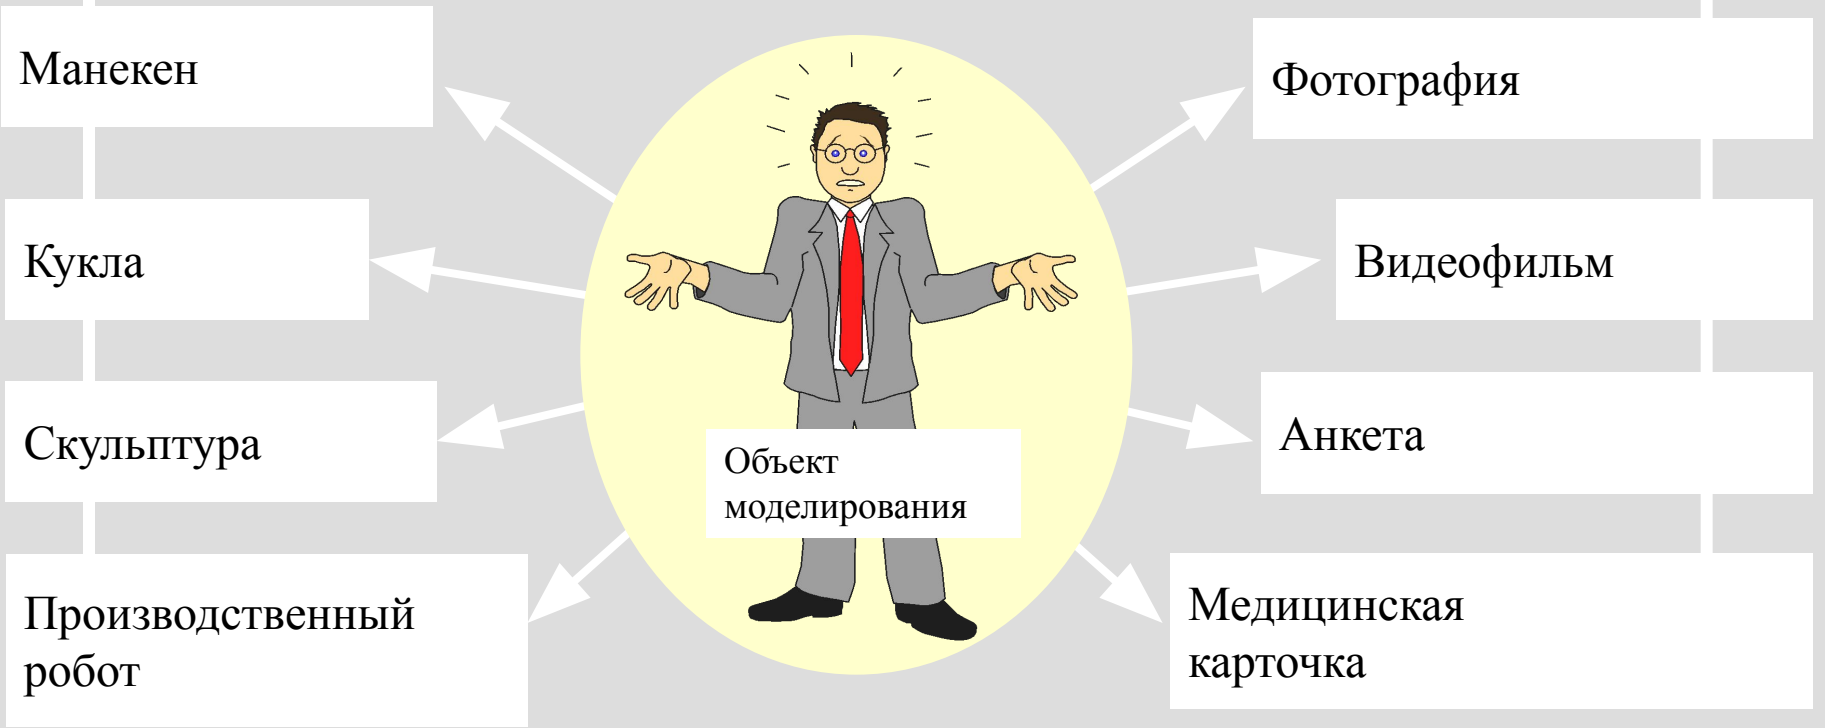 Манекен
Кукла
Скульптура
Производственный
робот
Объект
моделирования
Фотография
Видеофильм
Анкета
Медицинская
карточка